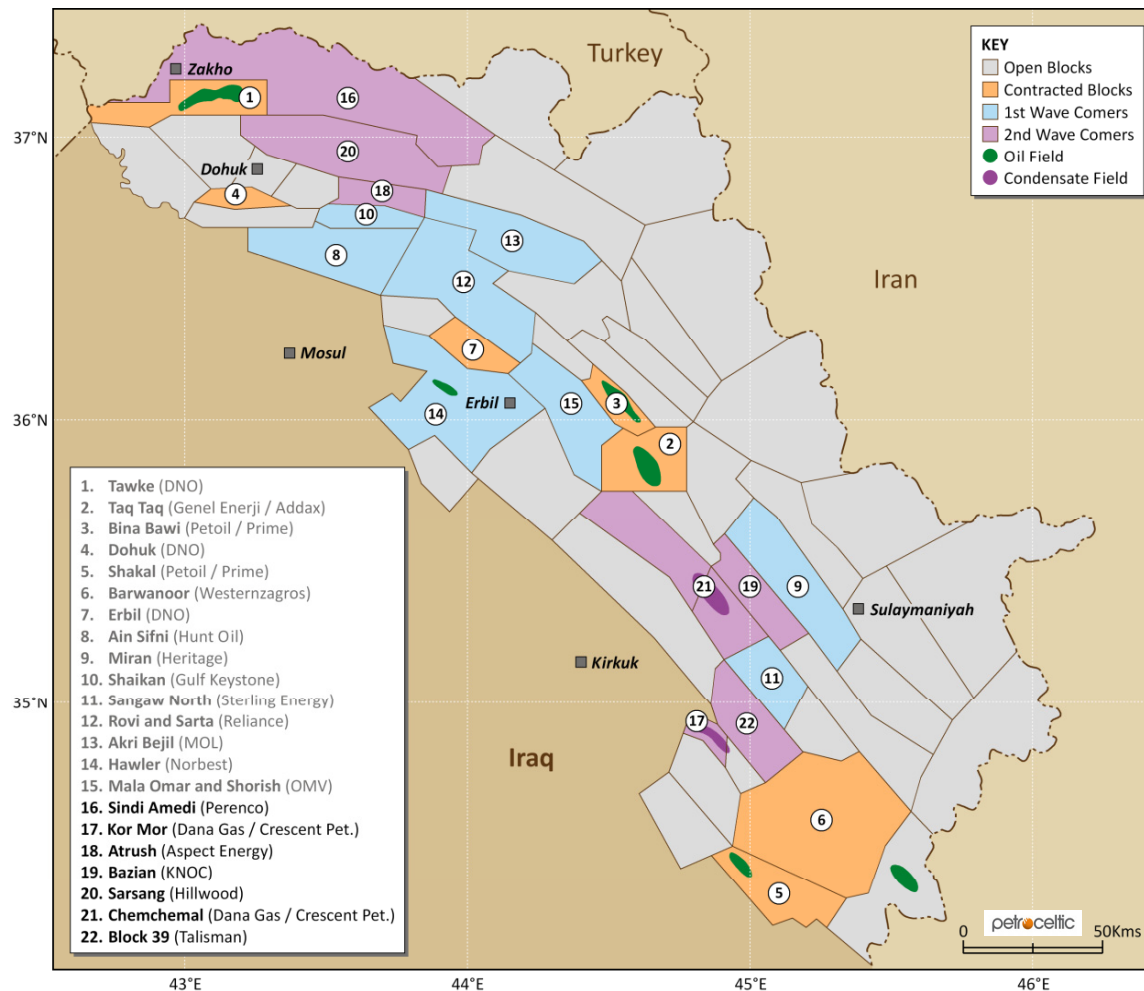 Turkey
KEY
Open Blocks
Contracted Blocks
1st Wave Comers
2nd Wave Comers
Oil Field
Condensate Field
Zakho
1
16
37°N
20
Dohuk
4
18
10
13
8
12
Iran
Mosul
7
Erbil
15
3
36°N
14
2
1. Tawke (DNO)
2. Taq Taq (Genel Enerji / Addax)
3. Bina Bawi (Petoil / Prime)
4. Dohuk (DNO)
5. Shakal (Petoil / Prime)
6. Barwanoor (Westernzagros)
7. Erbil (DNO)
8. Ain Sifni (Hunt Oil)
9. Miran (Heritage)
10. Shaikan (Gulf Keystone)
11. Sangaw North (Sterling Energy)
12. Rovi and Sarta (Reliance)
13. Akri Bejil (MOL)
14. Hawler (Norbest)
15. Mala Omar and Shorish (OMV)
16. Sindi Amedi (Perenco)
17. Kor Mor (Dana Gas / Crescent Pet.)
18. Atrush (Aspect Energy)
19. Bazian (KNOC)
20. Sarsang (Hillwood)
21. Chemchemal (Dana Gas / Crescent Pet.)
22. Block 39 (Talisman)
21
19
9
Sulaymaniyah
Kirkuk
11
35°N
17
22
Iraq
6
5
petroceltic
0 50Kms
43°E
44°E
45°E
46°E